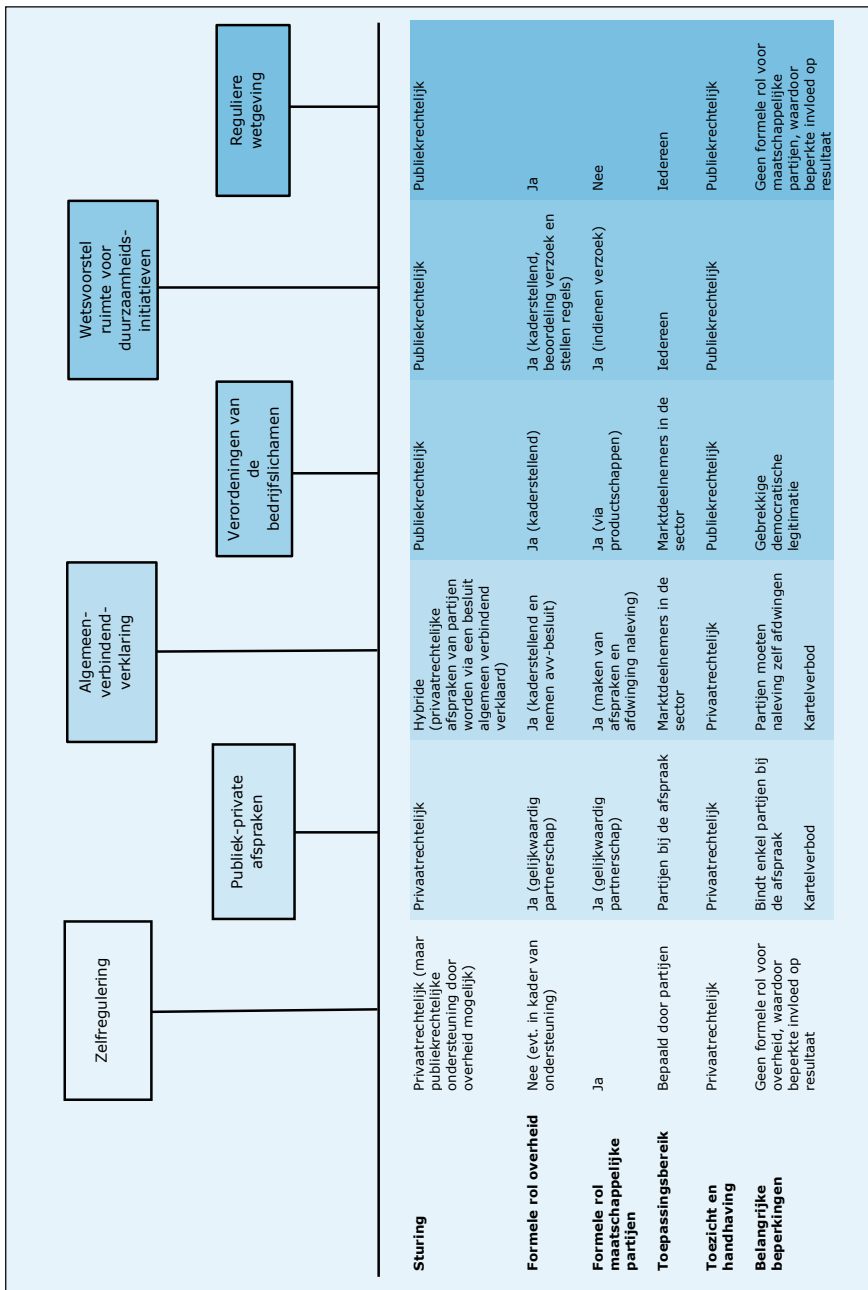 Zelfregulering
Publiek-private
afspraken
Algemeen-
verbindend-
verklaring
Verordeningen van
de
bedrijfslichamen
Wetsvoorstel
ruimte voor
duurzaamheids-
initiatieven
Reguliere
wetgeving
Sturing
Privaatrechtelijk (maar
publiekrechtelijke
ondersteuning door
overheid mogelijk)
Privaatrechtelijk
Hybride
(privaatrechtelijke
afspraken van partijen
worden via een besluit
algemeen verbindend
verklaard)
Publiekrechtelijk
Publiekrechtelijk
Publiekrechtelijk
Formele rol overheid
Nee (evt. in kader van
ondersteuning)
Ja (gelijkwaardig
partnerschap)
Ja (kaderstellend en
nemen avv-besluit)
Ja (kaderstellend)
Ja (kaderstellend,
beoordeling verzoek en
stellen regels)
Ja
Formele rol
maatschappelijke
partijen
Ja
Ja (gelijkwaardig
partnerschap)
Ja (maken van
afspraken en
afdwinging naleving)
Ja (via
productschappen)
Ja (indienen verzoek)
Nee
Toepassingsbereik
Bepaald door partijen
Partijen bij de afspraak
Marktdeelnemers in de
sector
Marktdeelnemers in de
sector
Iedereen
Iedereen
Toezicht en
handhaving
Privaatrechtelijk
Privaatrechtelijk
Privaatrechtelijk
Publiekrechtelijk
Publiekrechtelijk
Publiekrechtelijk
Belangrijke
beperkingen
Geen formele rol voor
overheid, waardoor
beperkte invloed op
resultaat
Bindt enkel partijen bij
de afspraak
Kartelverbod
Partijen moeten
naleving zelf afdwingen
Kartelverbod
Gebrekkige
democratische
legitimatie
Geen formele rol voor
maatschappelijke
partijen, waardoor
beperkte invloed op
resultaat